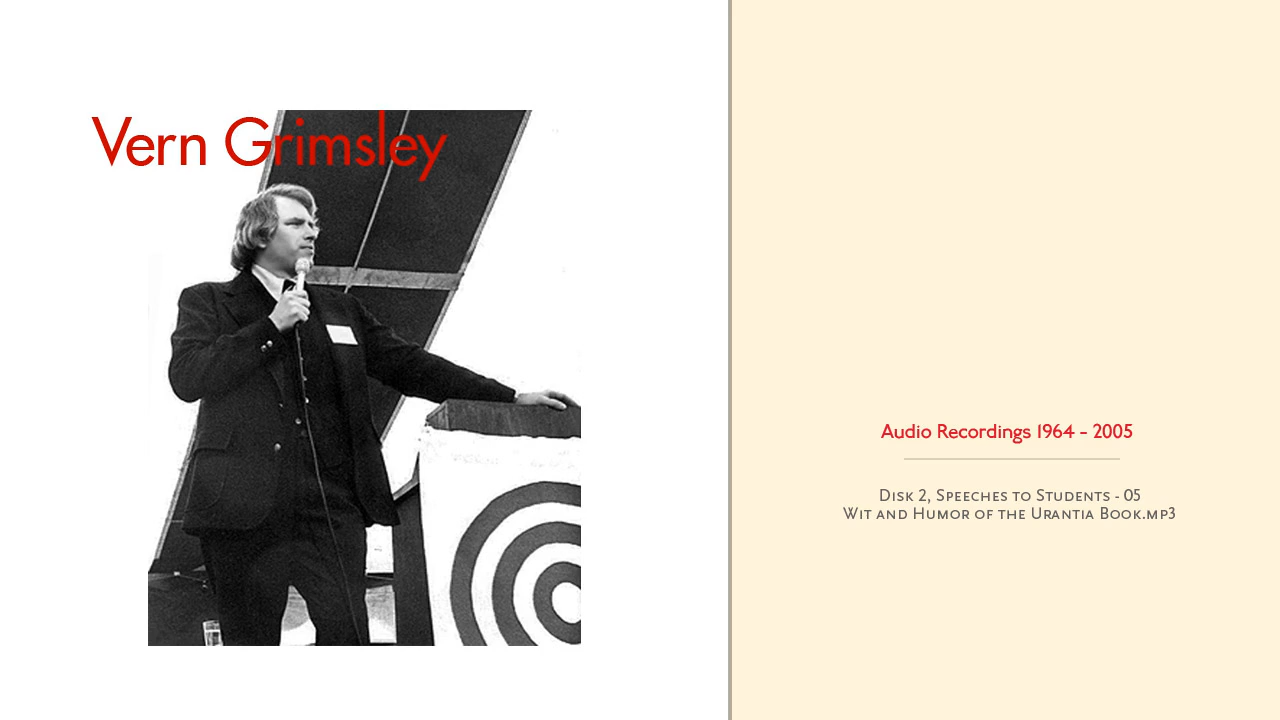 Vern Grimsley
Audio Recordings 1964 - 2005
Disk 2, Speeches to Students - 05
Wit and Humor of the Urantia Book.mp3